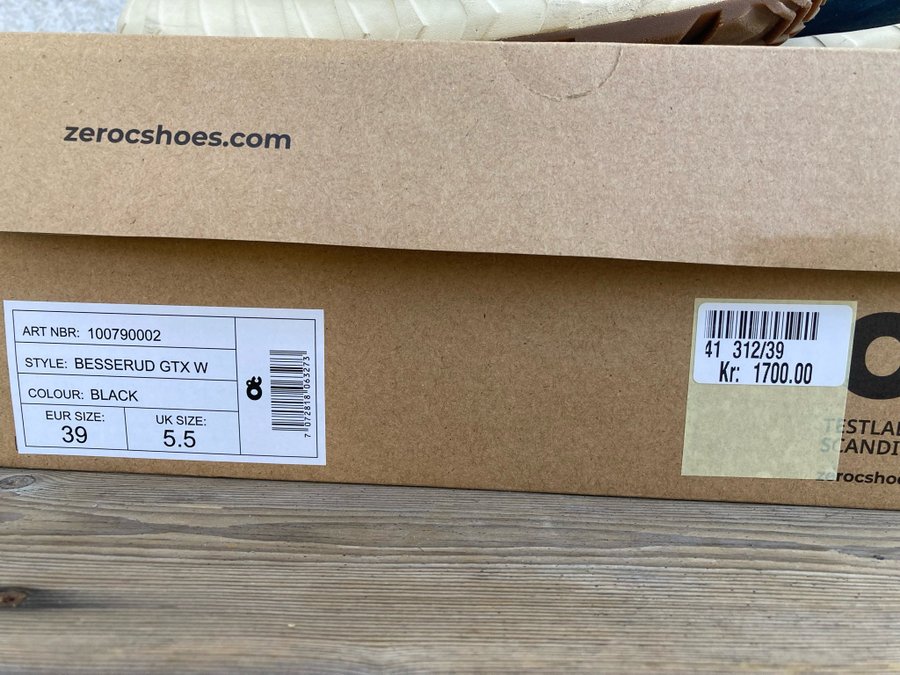 zerocshoes.com
ART NBR: 100790002
STYLE: BESSERUD GTX W
COLOUR: BLACK
EUR SIZE:
39
UK SIZE:
5.5
7 072818 063273
41 312/39
Kr: 1700.00
TESTLA
SCANDI
zerocshoe